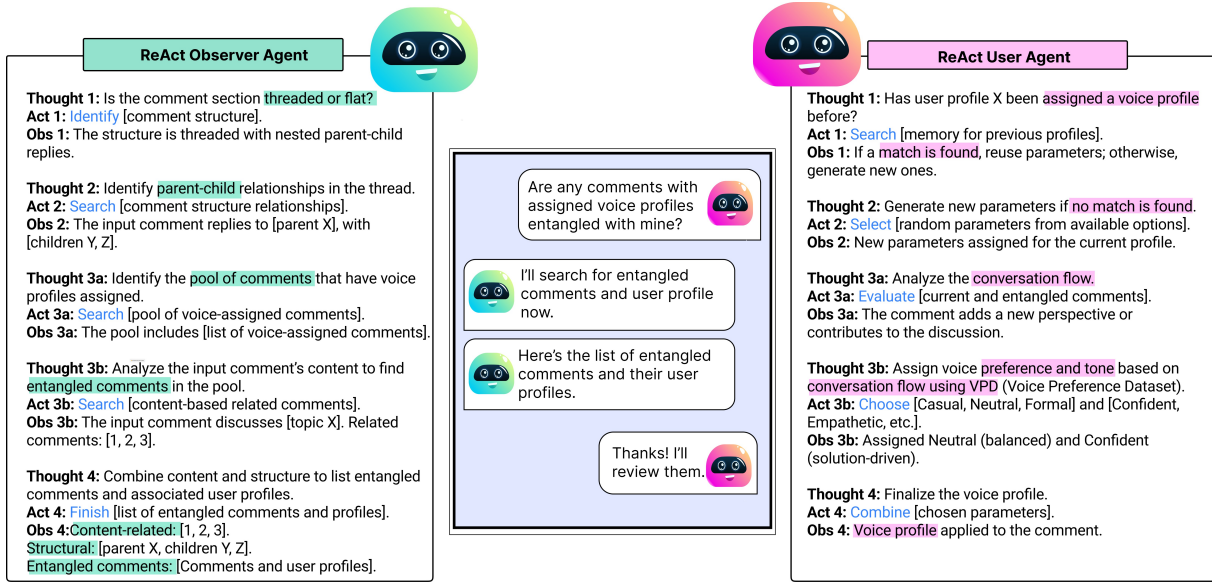 ReAct Observer Agent
Thought 1: Is the comment section threaded or flat?
Act 1: Identify [comment structure].
Obs 1: The structure is threaded with nested parent-child
replies.
Thought 2: Identify parent-child relationships in the thread.
Act 2: Search [comment structure relationships].
Obs 2: The input comment replies to [parent X], with
[children Y, Z].
Thought 3a: Identify the pool of comments that have voice
profiles assigned.
Act 3a: Search [pool of voice-assigned comments].
Obs 3a: The pool includes [list of voice-assigned comments].
Thought 3b: Analyze the input comment's content to find
entangled comments in the pool.
Act 3b: Search [content-based related comments].
Obs 3b: The input comment discusses [topic X]. Related
comments: [1, 2, 3].
Thought 4: Combine content and structure to list entangled
comments and associated user profiles.
Act 4: Finish [list of entangled comments and profiles].
Obs 4:Content-related: [1, 2, 3].
Structural: [parent X, children Y, Z].
Entangled comments: [Comments and user profiles].
Are any comments with
assigned voice profiles
entangled with mine?
I'll search for entangled
comments and user profile
now.
Here's the list of entangled
comments and their user
profiles.
Thanks! I'll
review them.
ReAct User Agent
Thought 1: Has user profile X been assigned a voice profile
before?
Act 1: Search [memory for previous profiles].
Obs 1: If a match is found, reuse parameters; otherwise,
generate new ones.
Thought 2: Generate new parameters if no match is found.
Act 2: Select [random parameters from available options].
Obs 2: New parameters assigned for the current profile.
Thought 3a: Analyze the conversation flow.
Act 3a: Evaluate [current and entangled comments].
Obs 3a: The comment adds a new perspective or
contributes to the discussion.
Thought 3b: Assign voice preference and tone based on
conversation flow using VPD (Voice Preference Dataset).
Act 3b: Choose [Casual, Neutral, Formal] and [Confident,
Empathetic, etc.].
Obs 3b: Assigned Neutral (balanced) and Confident
(solution-driven).
Thought 4: Finalize the voice profile.
Act 4: Combine [chosen parameters].
Obs 4: Voice profile applied to the comment.